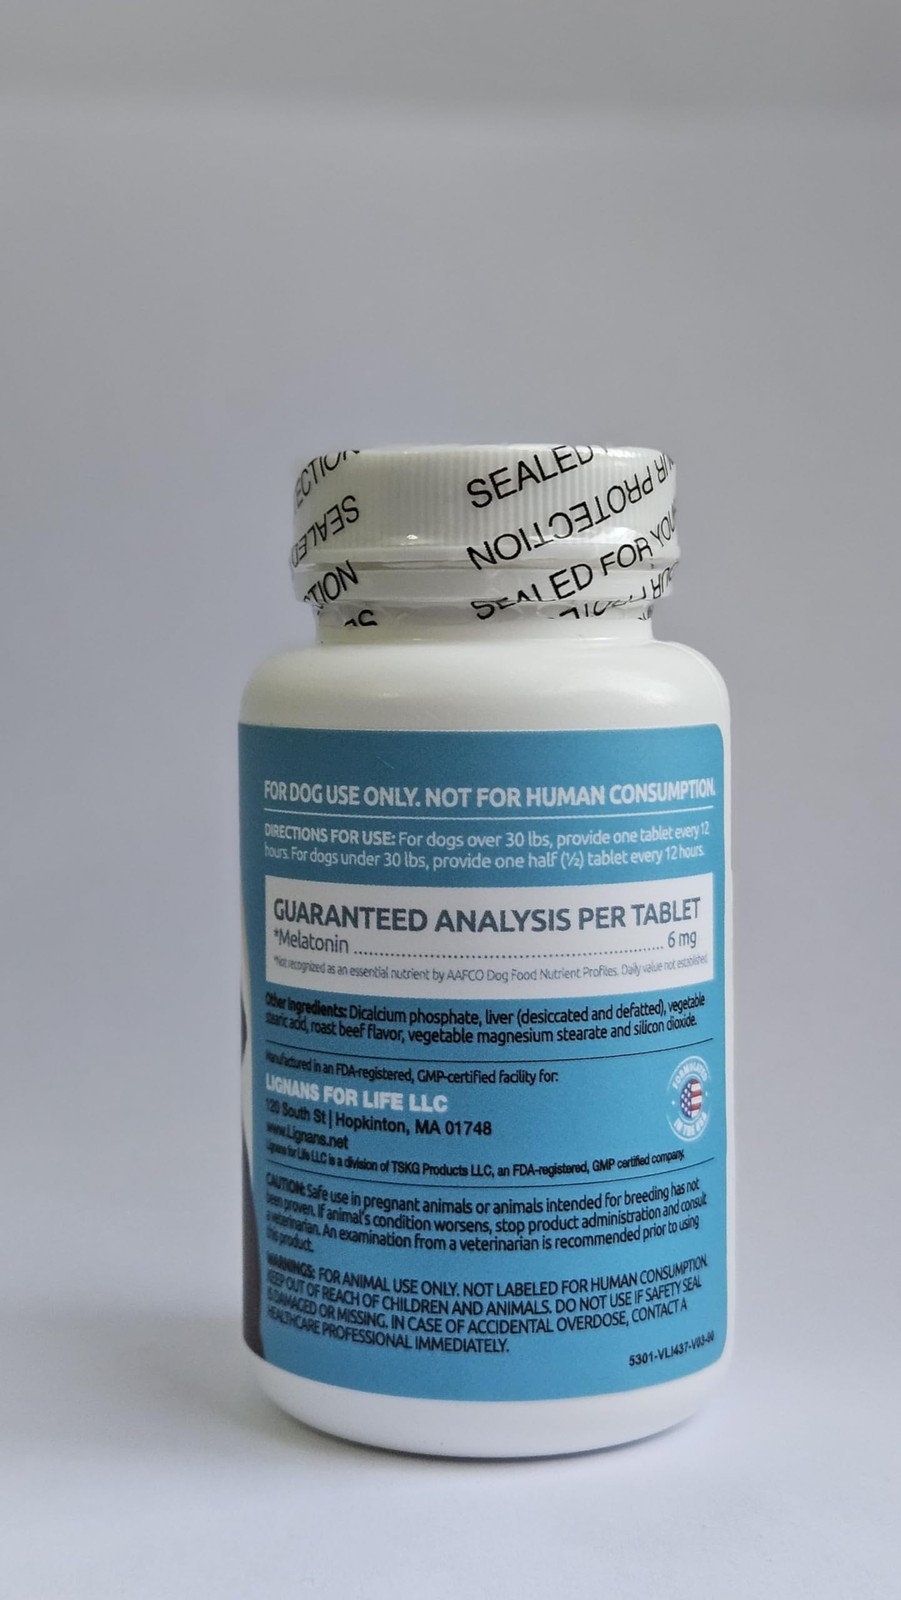 ECTION
SEALED
SEALED
PROTECTION
SEALED FOR YOUR
FOR DOG USE ONLY. NOT FOR HUMAN CONSUMPTION.
DIRECTIONS FOR USE: For dogs over 30 lbs, provide one tablet every 12
hours. For dogs under 30 lbs, provide one half (½) tablet every 12 hours.
GUARANTEED ANALYSIS PER TABLET
*Melatonin ........................................................ 6 mg
*Not recognized as an essential nutrient by AAFCO Dog Food Nutrient Profiles. Daily value not established
Other Ingredients: Dicalcium phosphate, liver (desiccated and defatted), vegetable
stearic acid, roast beef flavor, vegetable magnesium stearate and silicon dioxide.
Manufactured in an FDA-registered, GMP-certified facility for:
LIGNANS FOR LIFE LLC
120 South St | Hopkinton, MA 01748
www.Lignans.net
Lignans for Life LLC is a division of TSKG Products LLC, an FDA-registered, GMP certified company.
FORMULATED
IN THE USA
CAUTION: Safe use in pregnant animals or animals intended for breeding has not
been proven. If animal's condition worsens, stop product administration and consult
a veterinarian. An examination from a veterinarian is recommended prior to using
this product.
WARNINGS: FOR ANIMAL USE ONLY. NOT LABELED FOR HUMAN CONSUMPTION.
KEEP OUT OF REACH OF CHILDREN AND ANIMALS. DO NOT USE IF SAFETY SEAL
IS DAMAGED OR MISSING. IN CASE OF ACCIDENTAL OVERDOSE, CONTACT A
HEALTHCARE PROFESSIONAL IMMEDIATELY.